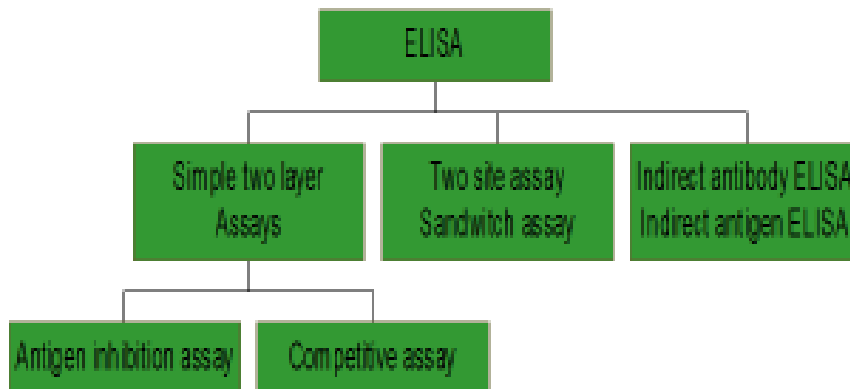 ELISA
Simple two layer
Assays
Two site assay
Sandwitch assay
Indirect antibody ELISA
Indirect antigen ELISA
Antigen inhibition assay
Competitive assay